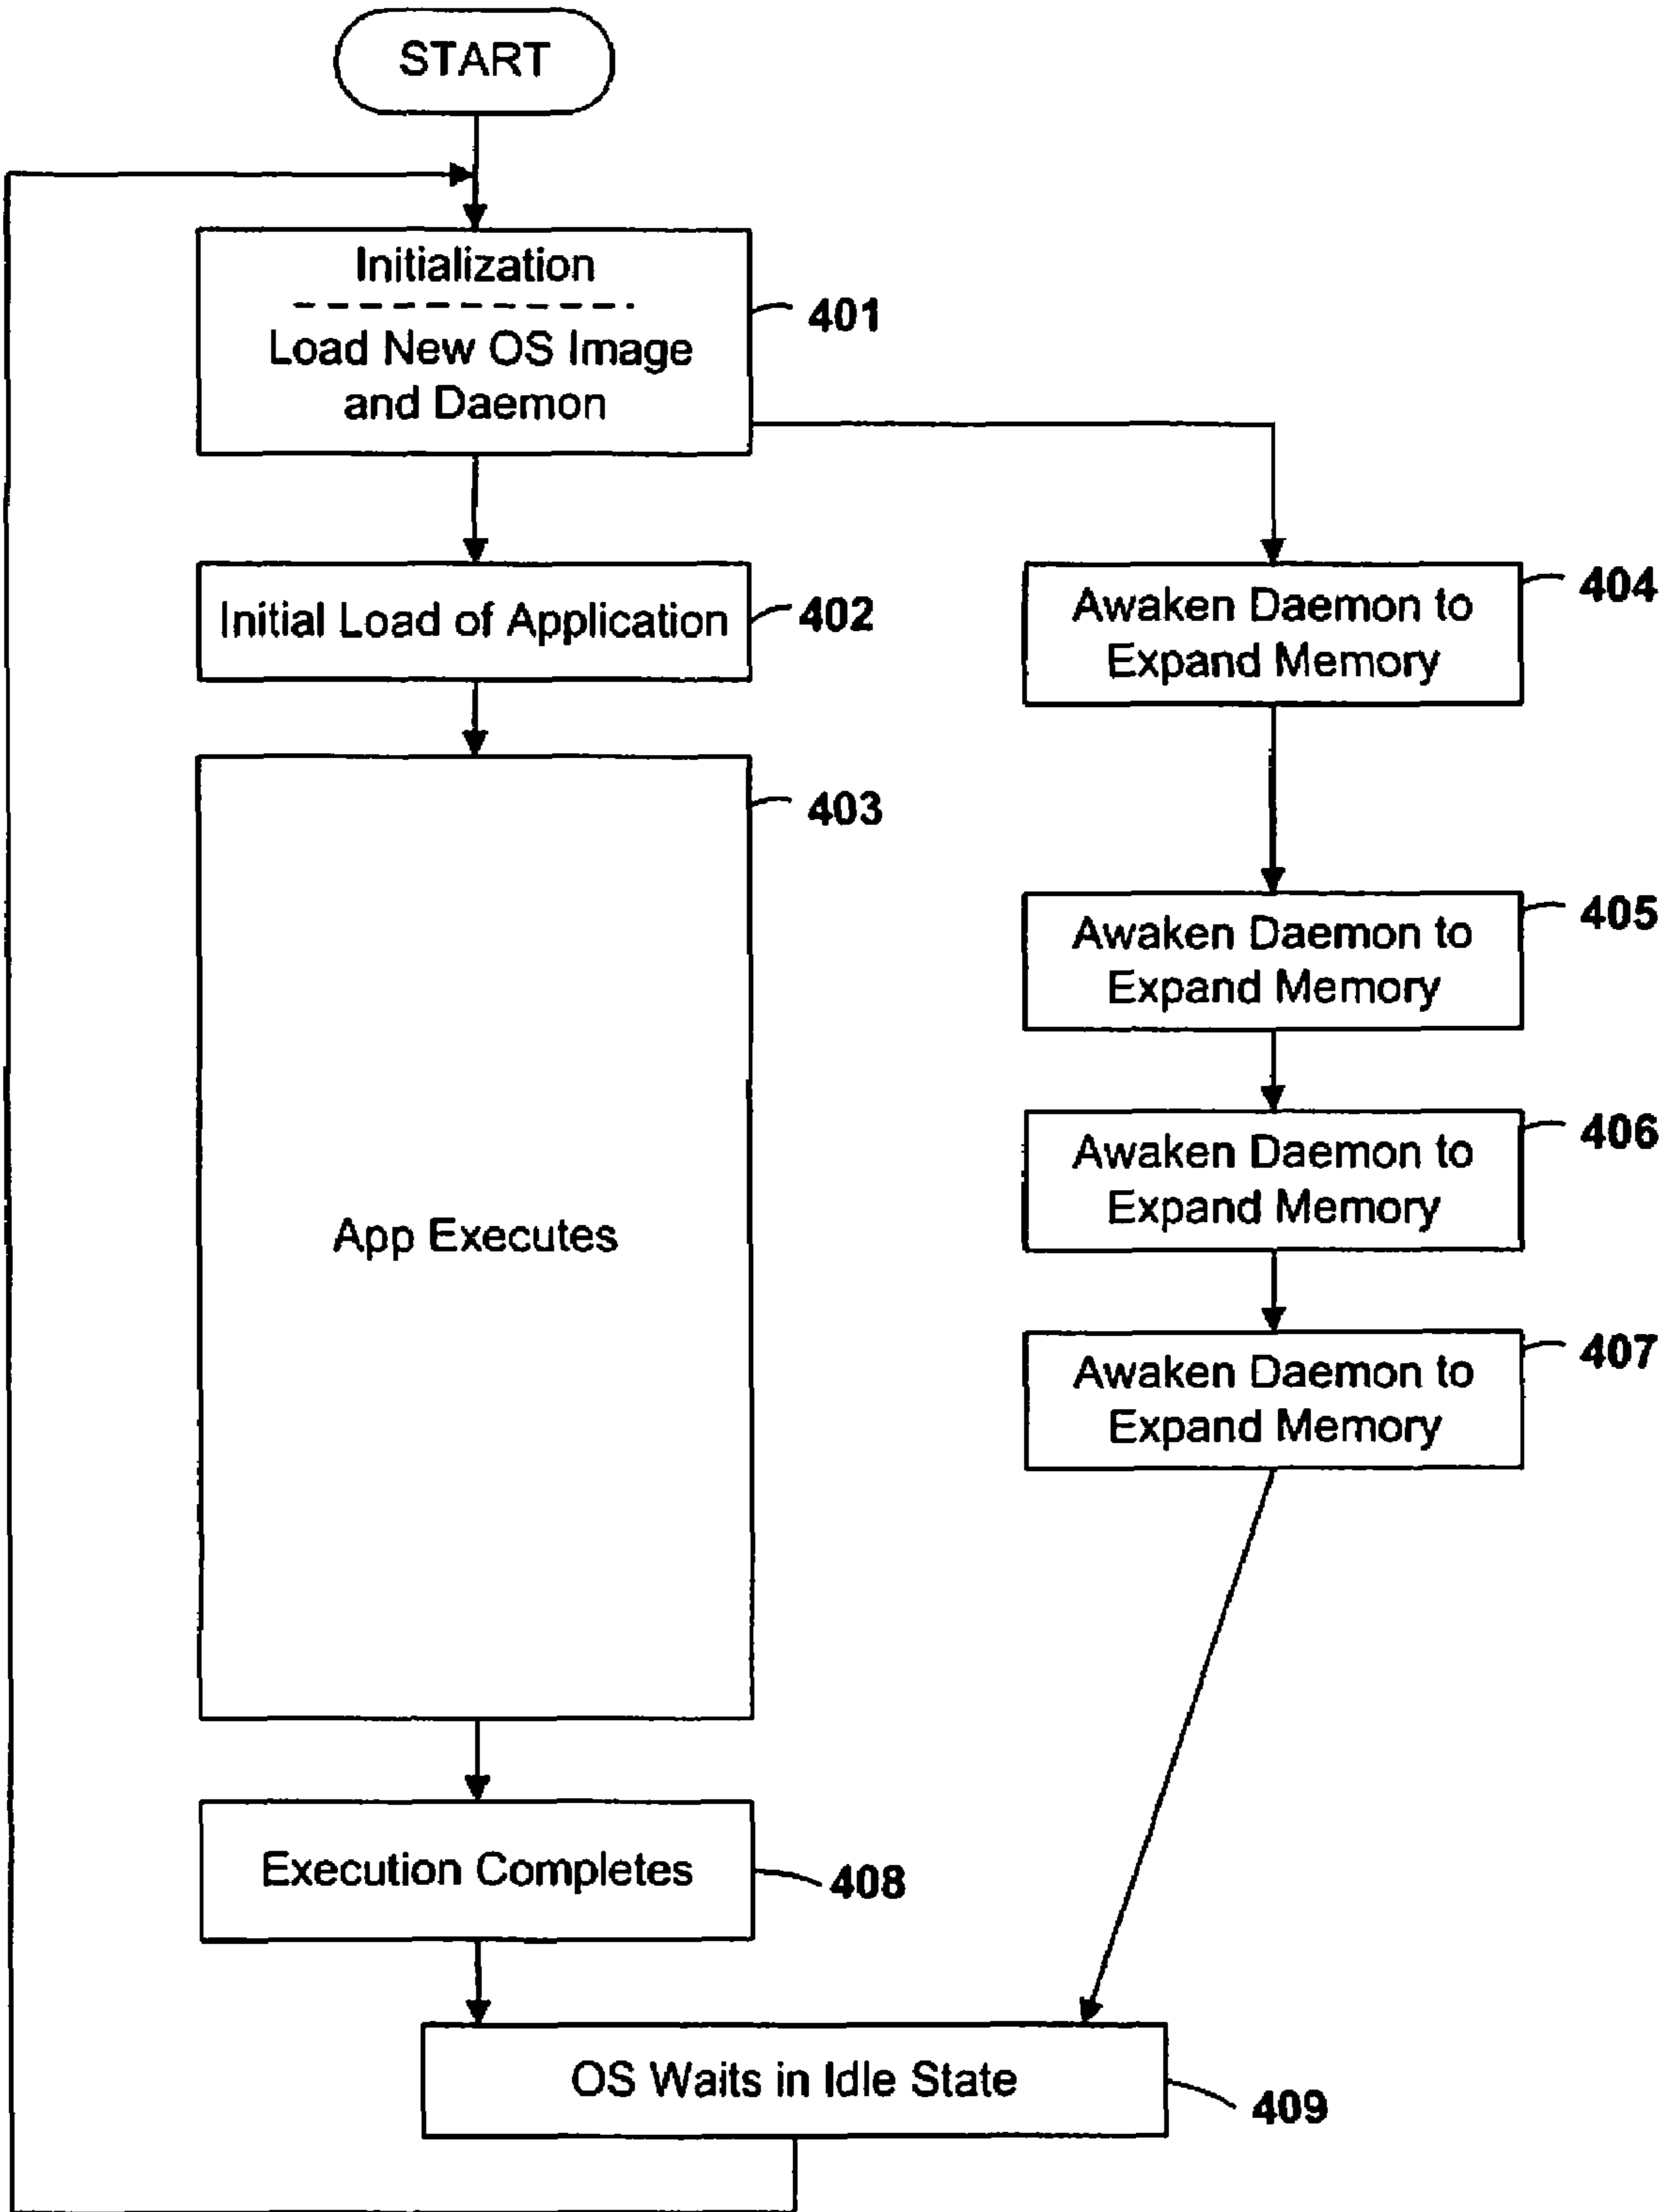 START
Initialization
Load New OS Image
and Daemon
401
Initial Load of Application
402
Awaken Daemon to
Expand Memory
404
App Executes
403
Awaken Daemon to
Expand Memory
405
Awaken Daemon to
Expand Memory
406
Awaken Daemon to
Expand Memory
407
Execution Completes
408
OS Waits in Idle State
409